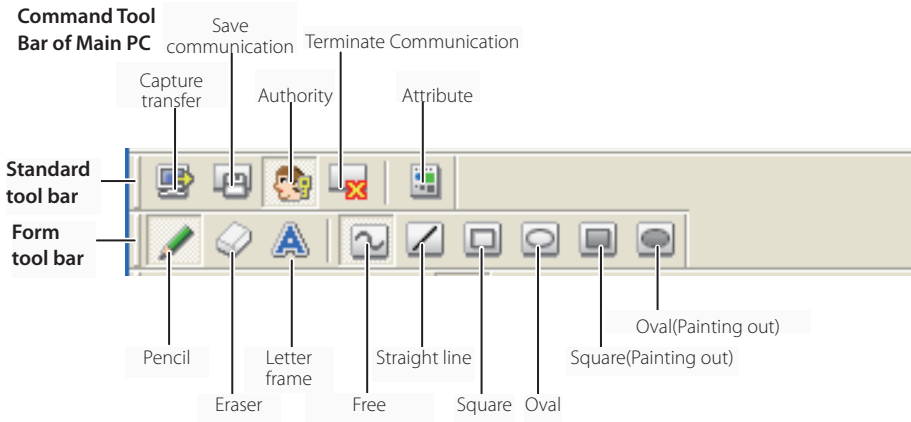 Command Tool
Bar of Main PC
Save
communication
Terminate Communication
Capture
transfer
Authority
Attribute
Standard
tool bar
Form
tool bar
Oval(Painting out)
Pencil
Letter
frame
Straight line
Square(Painting out)
Eraser
Free
Square
Oval